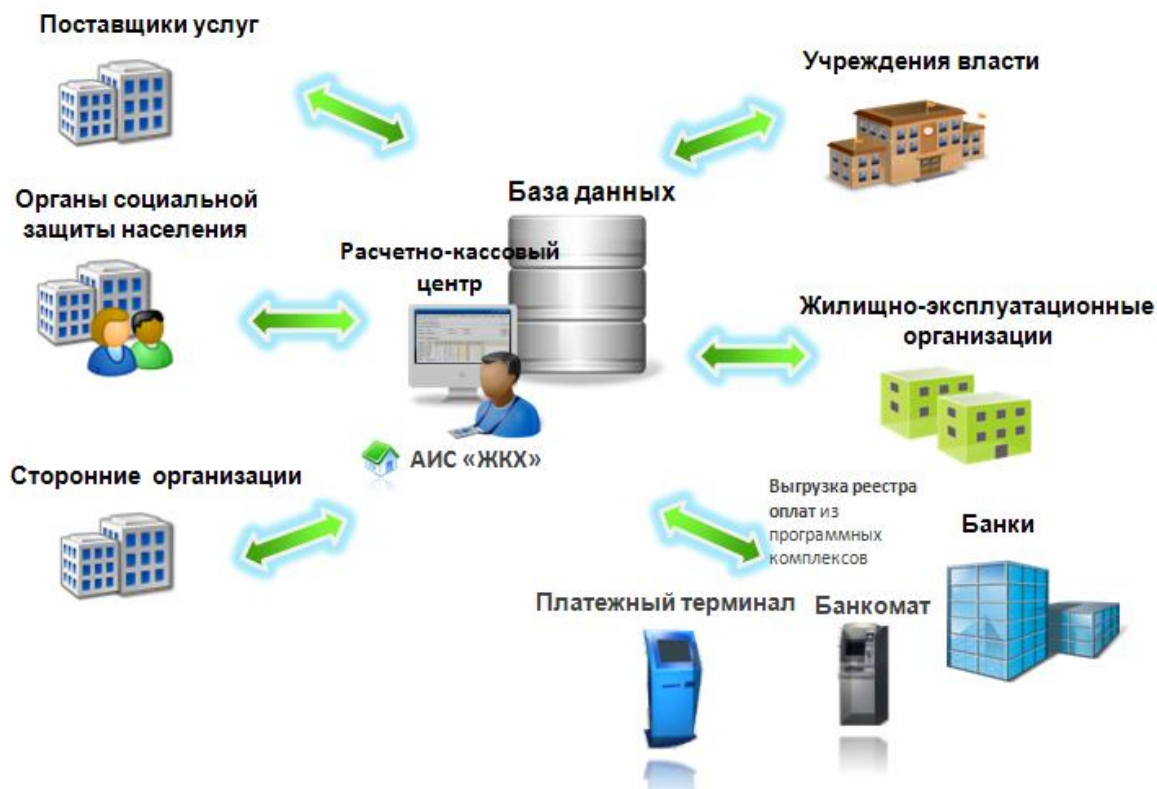 Поставщики услуг
Учреждения власти
Органы социальной
защиты населения
База данных
Расчетно-кассовый
центр
Жилищно-эксплуатационные
организации
АИС «ЖКХ»
Сторонние организации
Выгрузка реестра
оплат из
программных
комплексов
Банки
Платежный терминал
Банкомат